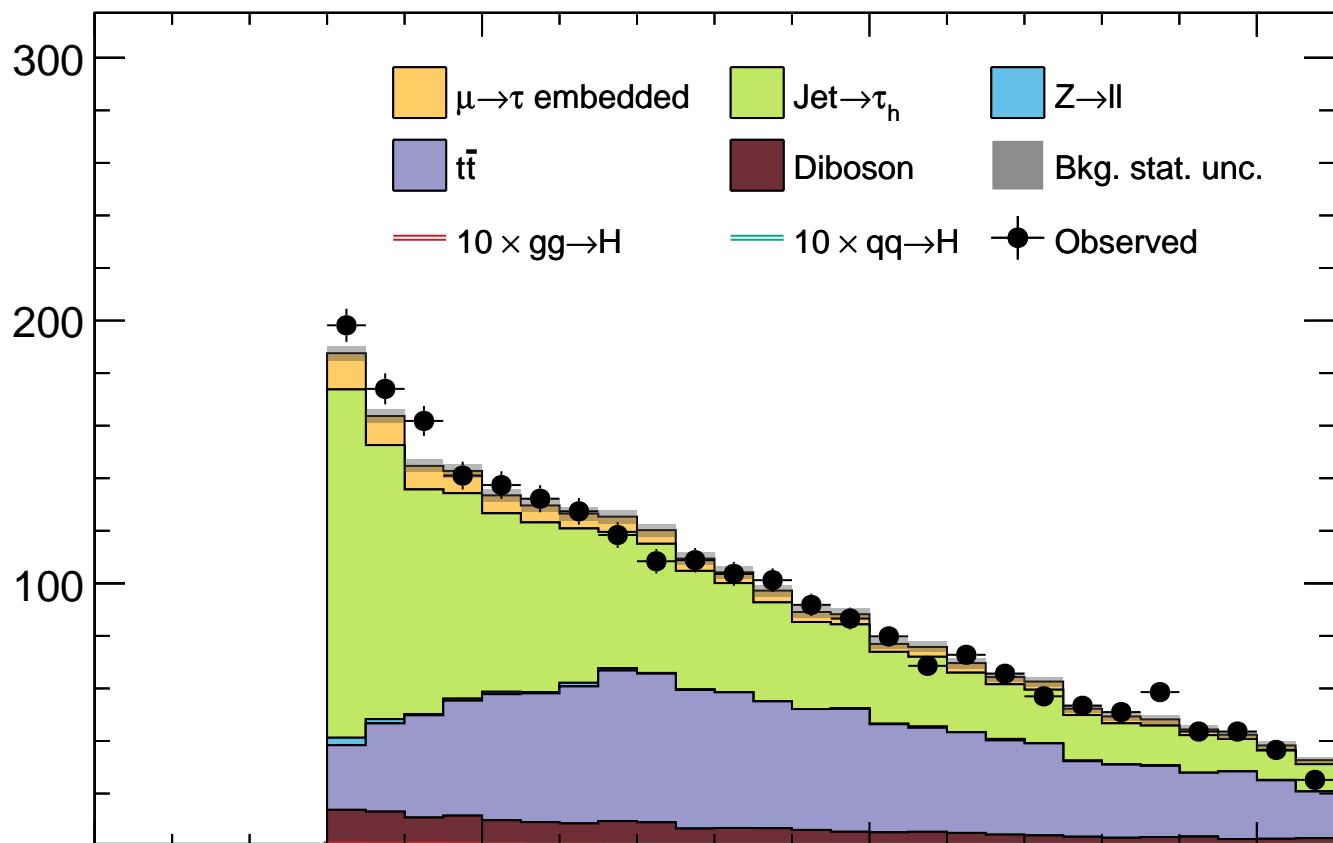 300
μ→τ embedded Jet→τₕ Z→ll
tt̄ Diboson Bkg. stat. unc.
10 × gg→H 10 × qq→H Observed
200
100